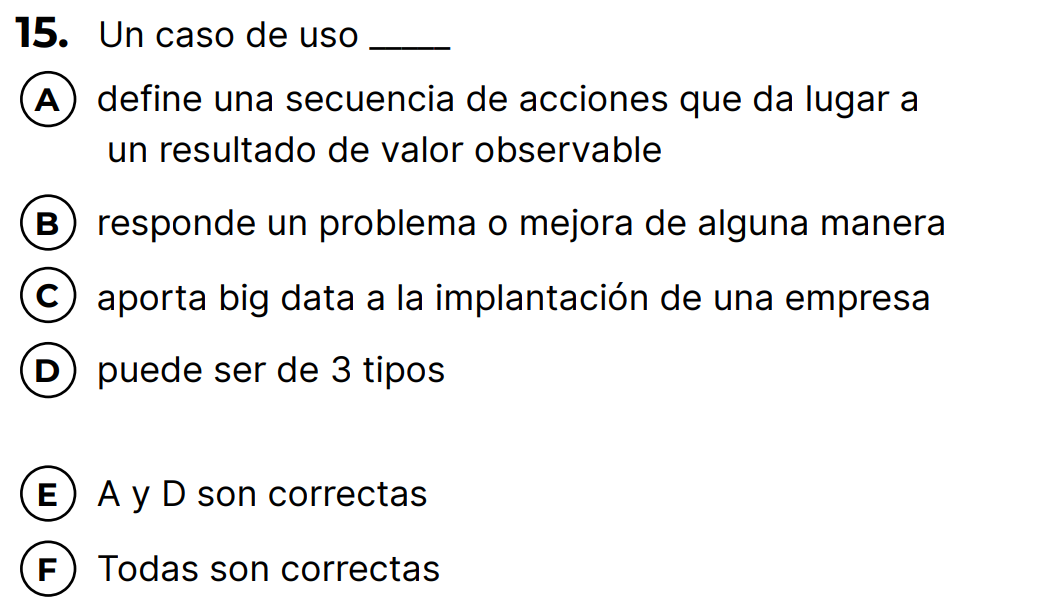 15. Un caso de uso _____
A define una secuencia de acciones que da lugar a
un resultado de valor observable
B responde un problema o mejora de alguna manera
C aporta big data a la implantación de una empresa
D puede ser de 3 tipos
E A y D son correctas
F Todas son correctas